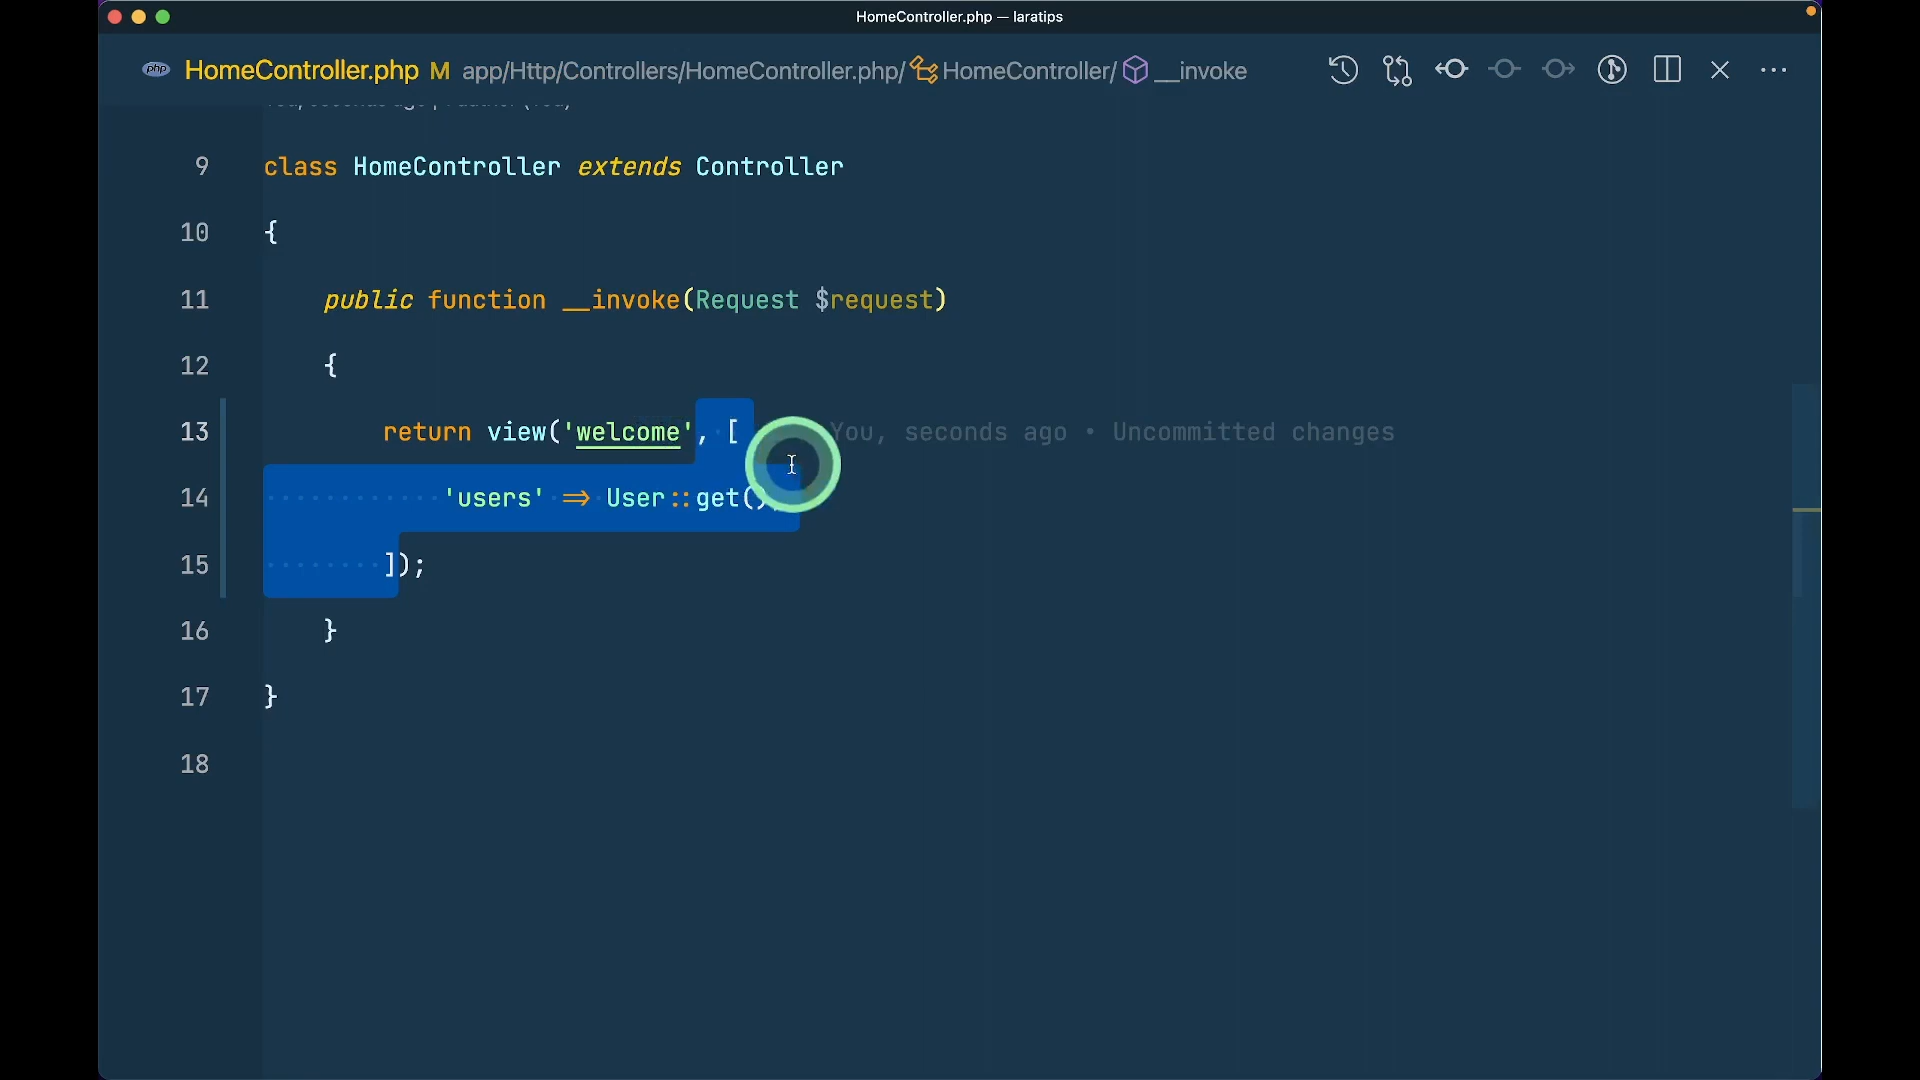 HomeController.php — laratips
php HomeController.php M app/Http/Controllers/HomeController.php/ HomeController/ __invoke
9 class HomeController extends Controller
10 {
11 public function __invoke(Request $request)
12 {
13 return view('welcome', [ You, seconds ago • Uncommitted changes
14 'users' => User::get(),
15 ]);
16 }
17 }
18